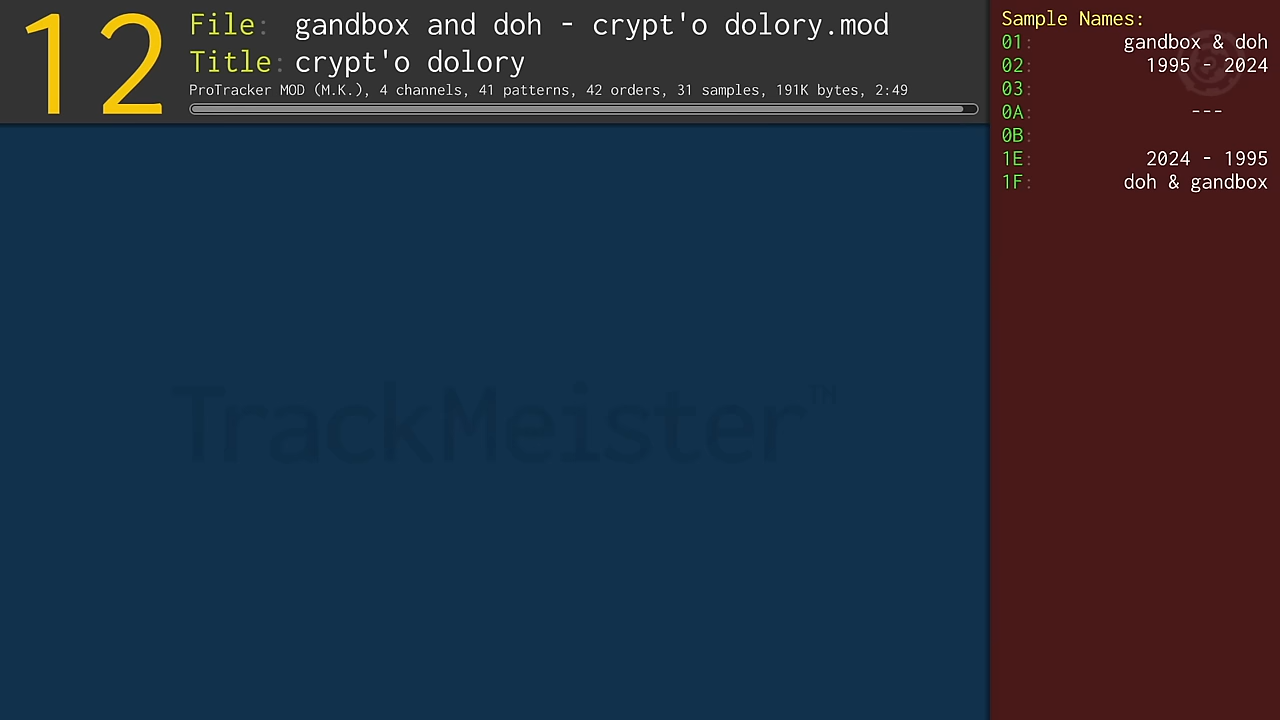 12
File: gandbox and doh - crypt'o dolory.mod
Title: crypt'o dolory
ProTracker MOD (M.K.), 4 channels, 41 patterns, 42 orders, 31 samples, 191K bytes, 2:49
TrackMeister™
Sample Names:
01: gandbox & doh
02: 1995 - 2024
03:
0A: ---
0B:
1E: 2024 - 1995
1F: doh & gandbox